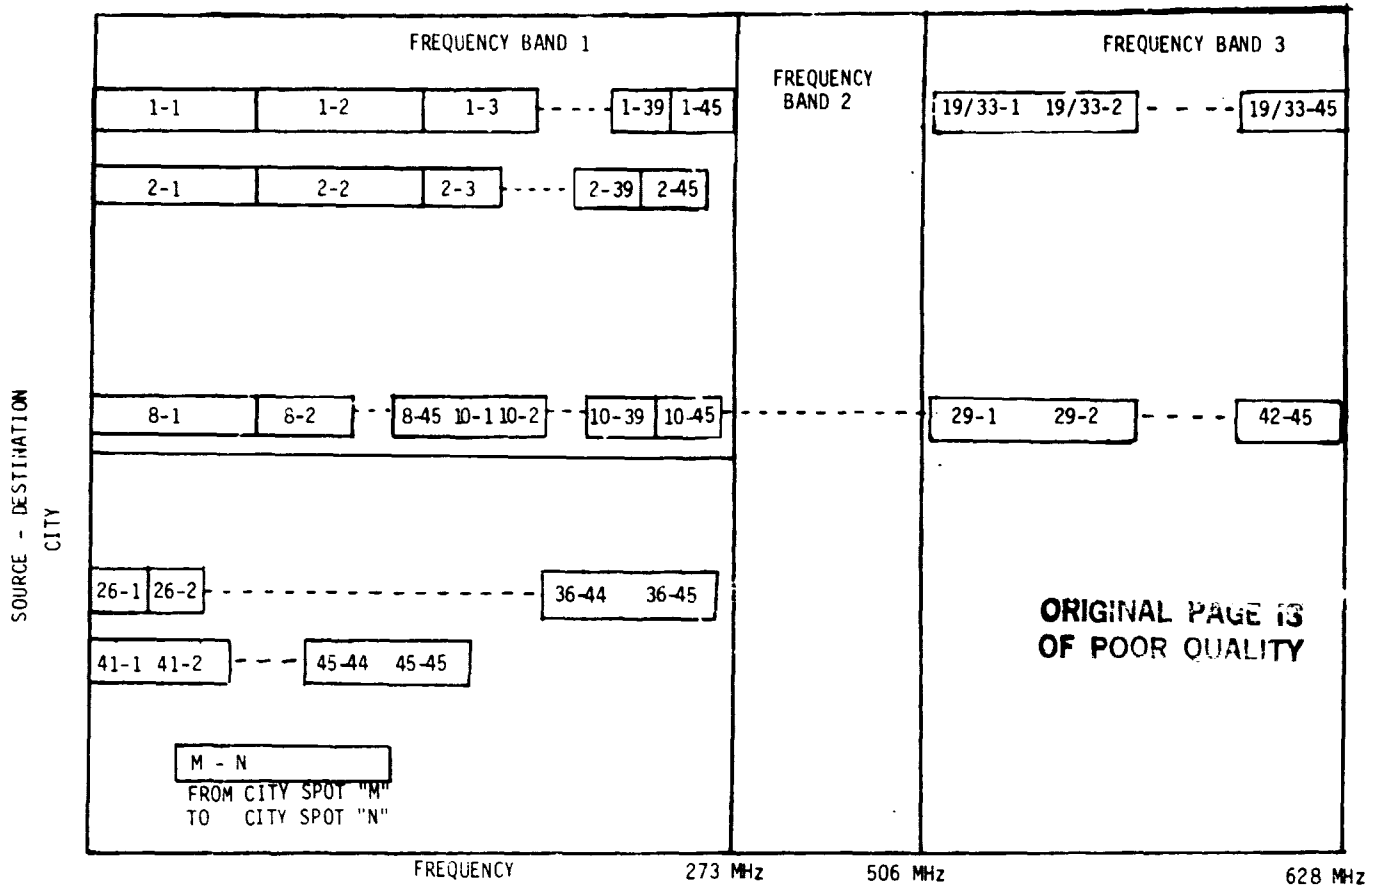 FREQUENCY BAND 1
FREQUENCY
BAND 2
FREQUENCY BAND 3
1-1 1-2 1-3 1-39 1-45 19/33-1 19/33-2 19/33-45
2-1 2-2 2-3 2-39 2-45
8-1 8-2 8-45 10-1 10-2 10-39 10-45 29-1 29-2 42-45
26-1 26-2 36-44 36-45
41-1 41-2 45-44 45-45
SOURCE - DESTINATION
CITY
ORIGINAL PAGE IS
OF POOR QUALITY
M - N
FROM CITY SPOT "M"
TO CITY SPOT "N"
FREQUENCY 273 MHz 506 MHz 628 MHz